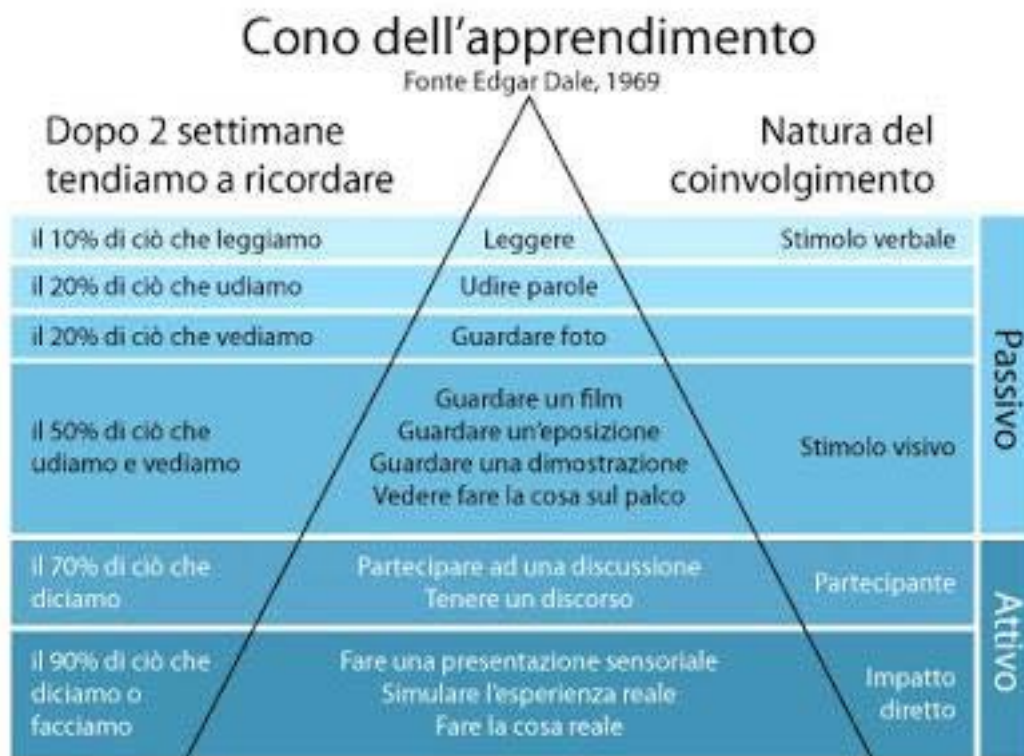 Cono dell'apprendimento
Fonte Edgar Dale, 1969
Dopo 2 settimane
tendiamo a ricordare
Natura del
coinvolgimento
il 10% di ciò che leggiamo
Leggere
Stimolo verbale
il 20% di ciò che udiamo
Udire parole
il 20% di ciò che vediamo
Guardare foto
il 50% di ciò che
udiamo e vediamo
Guardare un film
Guardare un'eposizione
Guardare una dimostrazione
Vedere fare la cosa sul palco
Stimolo visivo
Passivo
il 70% di ciò che
diciamo
Partecipare ad una discussione
Tenere un discorso
Partecipante
il 90% di ciò che
diciamo o
facciamo
Fare una presentazione sensoriale
Simulare l'esperienza reale
Fare la cosa reale
Impatto
diretto
Attivo